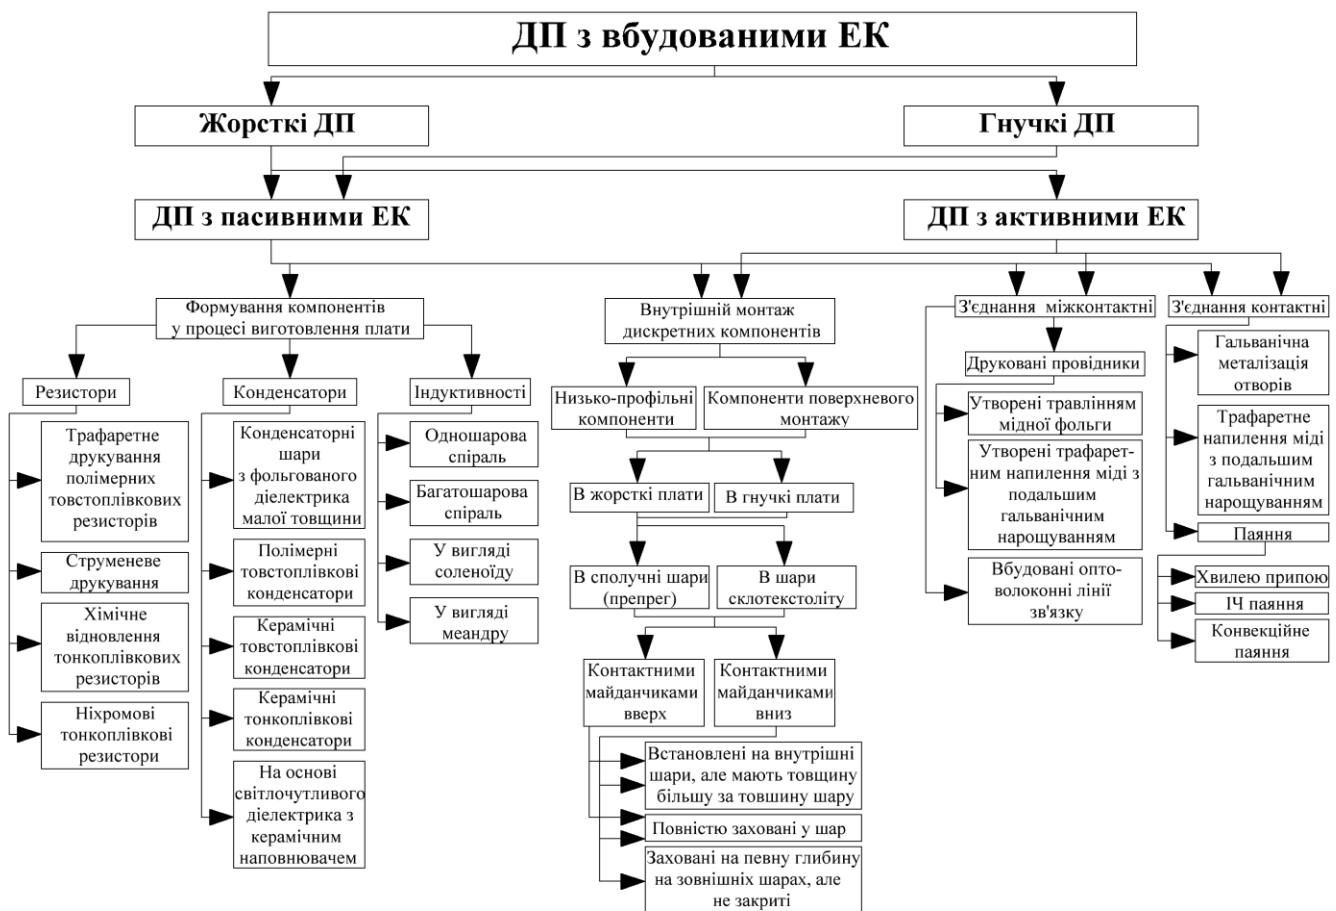 ДП з вбудованими ЕК
Жорсткі ДП
Гнучкі ДП
ДП з пасивними ЕК
ДП з активними ЕК
Формування компонентів
у процесі виготовлення плати
Внутрішній монтаж
дискретних компонентів
З'єднання міжконтактні
З'єднання контактні
Резистори
Трафаретне
друкування
полімерних
товстоплівкових
резисторів
Струменеве
друкування
Хімічне
відновлення
тонкоплівкових
резисторів
Ніхромові
тонкоплівкові
резистори
Конденсатори
Конденсаторні
шари
з фольгованого
діелектрика
малої товщини
Полімерні
товстоплівкові
конденсатори
Керамічні
товстоплівкові
конденсатори
Керамічні
тонкоплівкові
конденсатори
На основі
світлочутливого
діелектрика з
керамічним
наповнювачем
Індуктивності
Одношарова
спіраль
Багатошарова
спіраль
У вигляді
соленоїду
У вигляді
меандру
Низько-профільні
компоненти
Компоненти поверхневого
монтажу
В жорсткі плати
В гнучкі плати
В сполучні шари
(препрег)
В шари
склотекстоліту
Контактними
майданчиками
вверх
Контактними
майданчиками
вниз
Встановлені на внутрішні
шари, але мають товщину
більшу за товшину шару
Повністю заховані у шар
Заховані на певну глибину
на зовнішніх шарах, але
не закриті
Друковані провідники
Утворені травлінням
мідної фольги
Утворені трафарет-
ним напилення міді з
подальшим
гальванічним
нарощуванням
Вбудовані опто-
волоконні лінії
зв'язку
Гальванічна
металізація
отворів
Трафаретне
напилення міді
з подальшим
гальванічним
нарощуванням
Паяння
Хвилею припою
ІЧ паяння
Конвекційне
паяння